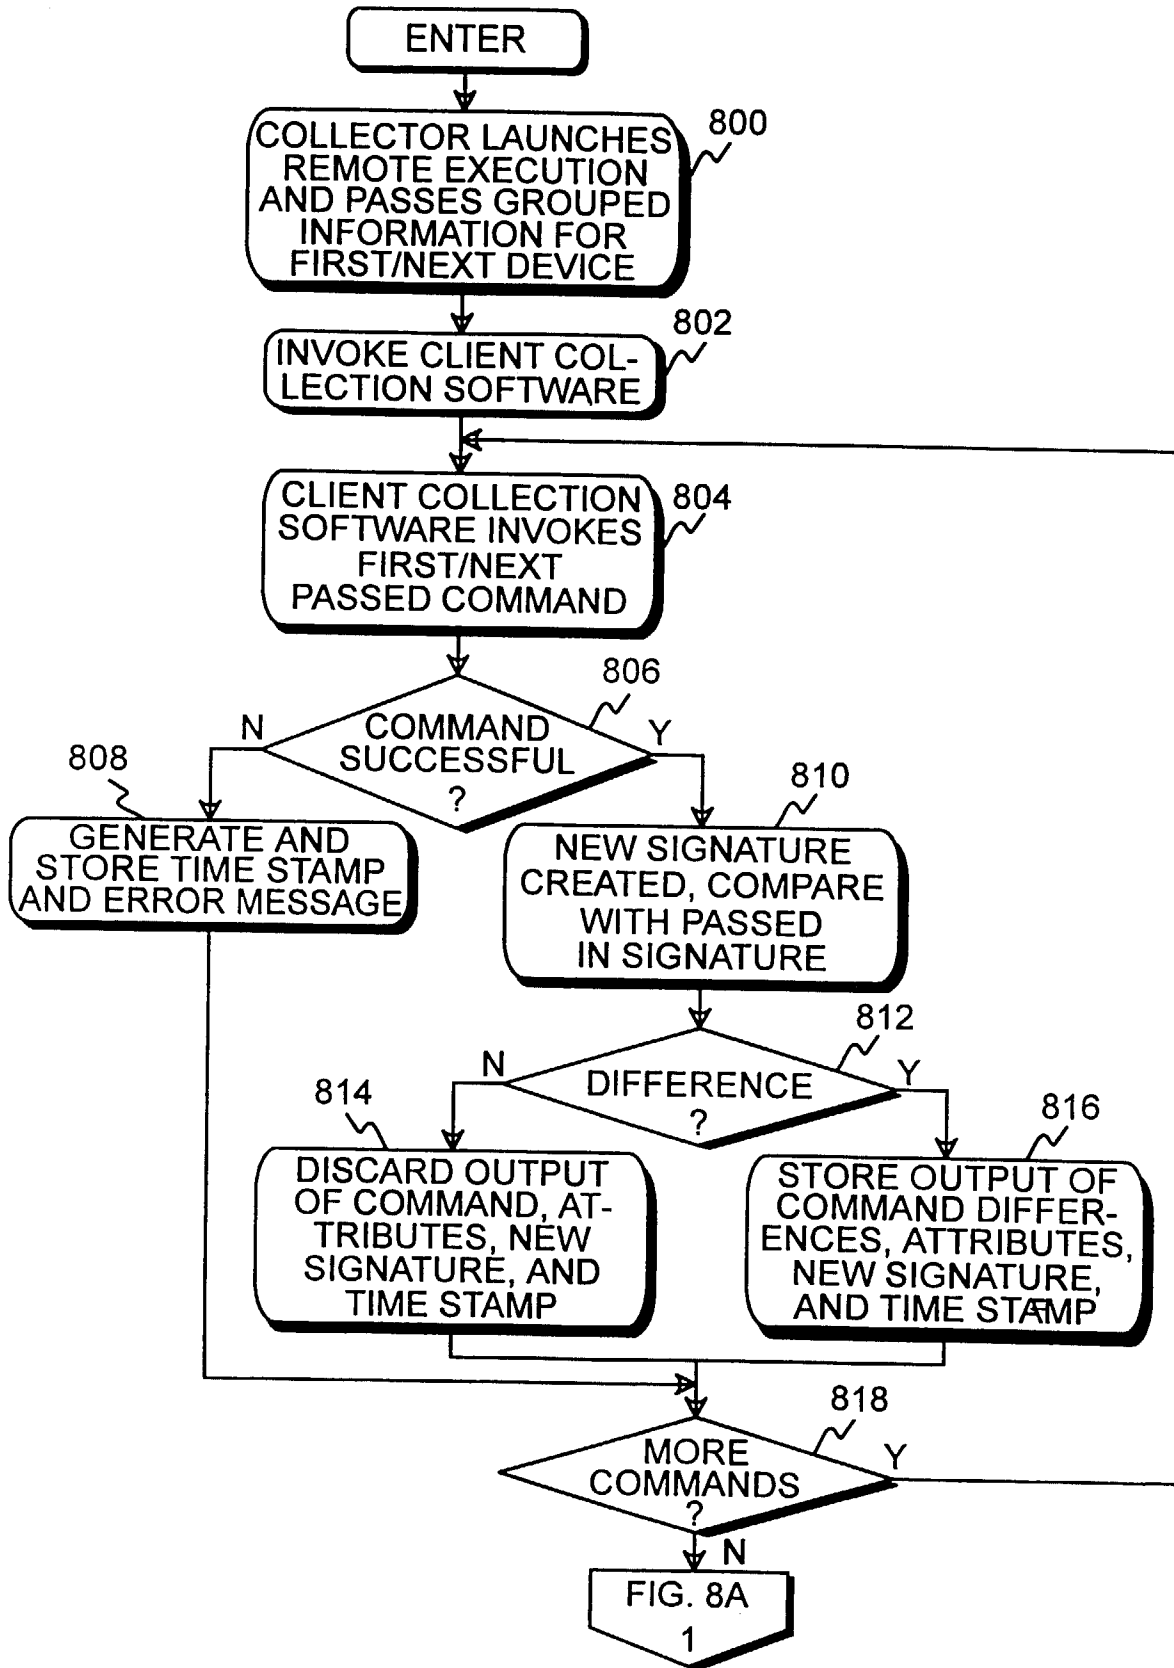 ENTER
800
COLLECTOR LAUNCHES
REMOTE EXECUTION
AND PASSES GROUPED
INFORMATION FOR
FIRST/NEXT DEVICE
802
INVOKE CLIENT COL-
LECTION SOFTWARE
804
CLIENT COLLECTION
SOFTWARE INVOKES
FIRST/NEXT
PASSED COMMAND
806
N
COMMAND
SUCCESSFUL
?
Y
808
GENERATE AND
STORE TIME STAMP
AND ERROR MESSAGE
810
NEW SIGNATURE
CREATED, COMPARE
WITH PASSED
IN SIGNATURE
812
N
DIFFERENCE
?
Y
814
DISCARD OUTPUT
OF COMMAND, AT-
TRIBUTES, NEW
SIGNATURE, AND
TIME STAMP
816
STORE OUTPUT OF
COMMAND DIFFER-
ENCES, ATTRIBUTES,
NEW SIGNATURE,
AND TIME STAMP
818
MORE
COMMANDS
?
Y
N
FIG. 8A
1